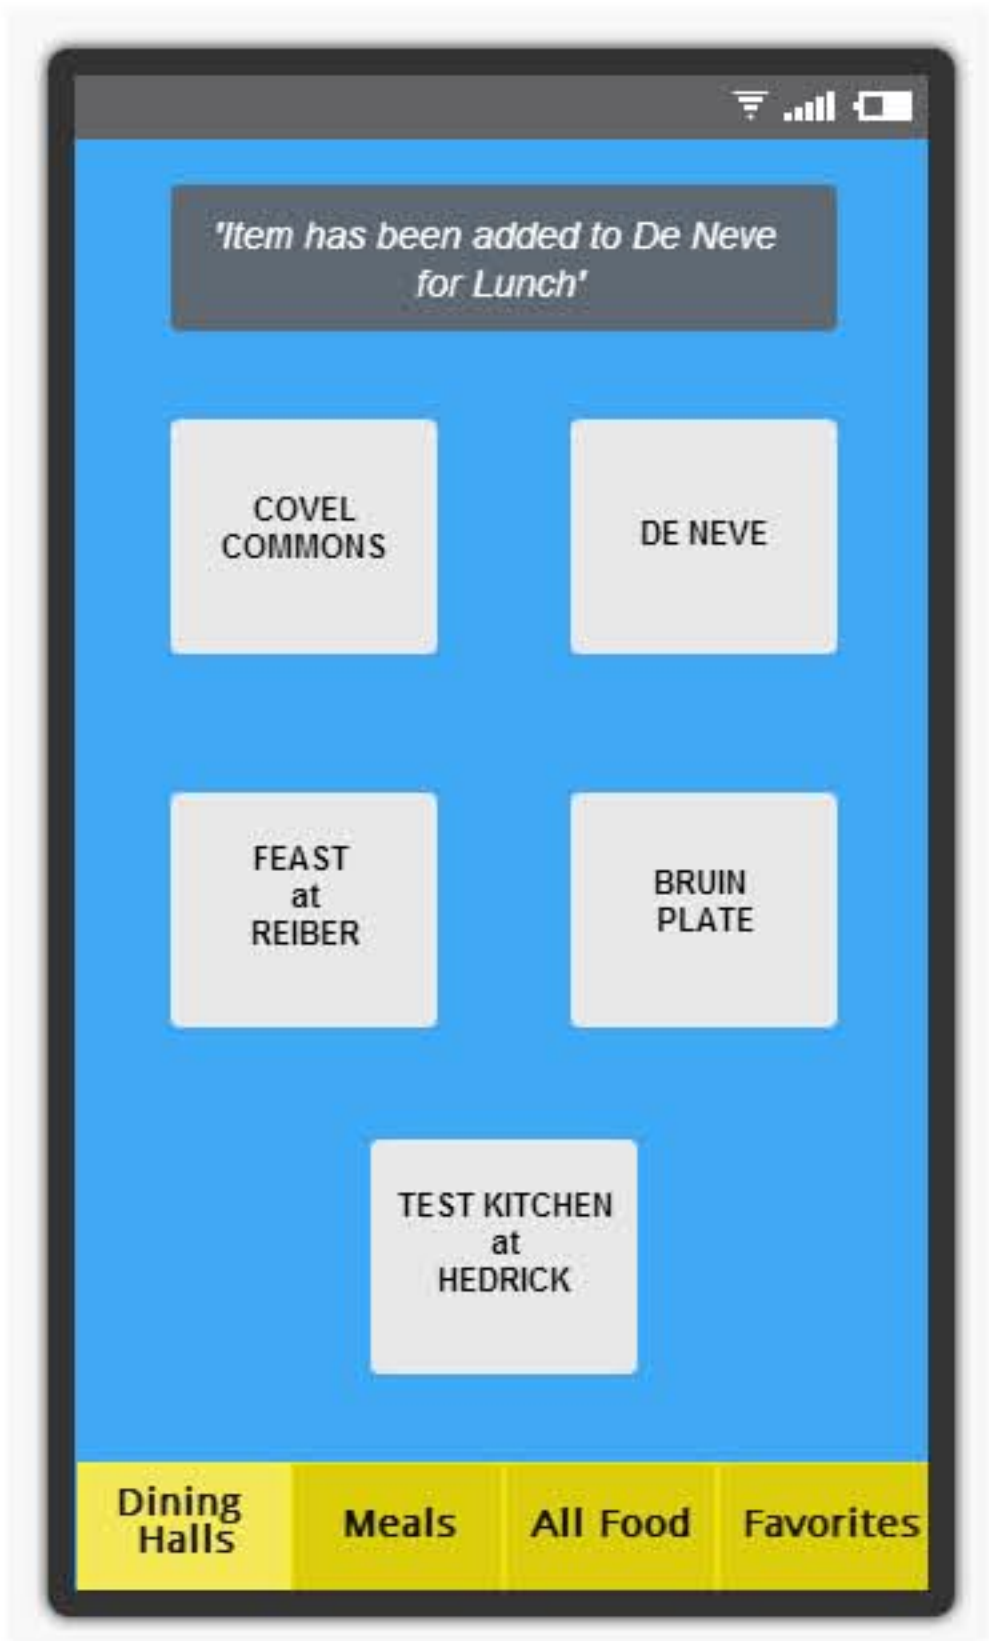 'Item has been added to De Neve
for Lunch'
COVEL
COMMONS
DE NEVE
FEAST
at
REIBER
BRUIN
PLATE
TEST KITCHEN
at
HEDRICK
Dining
Halls
Meals
All Food
Favorites